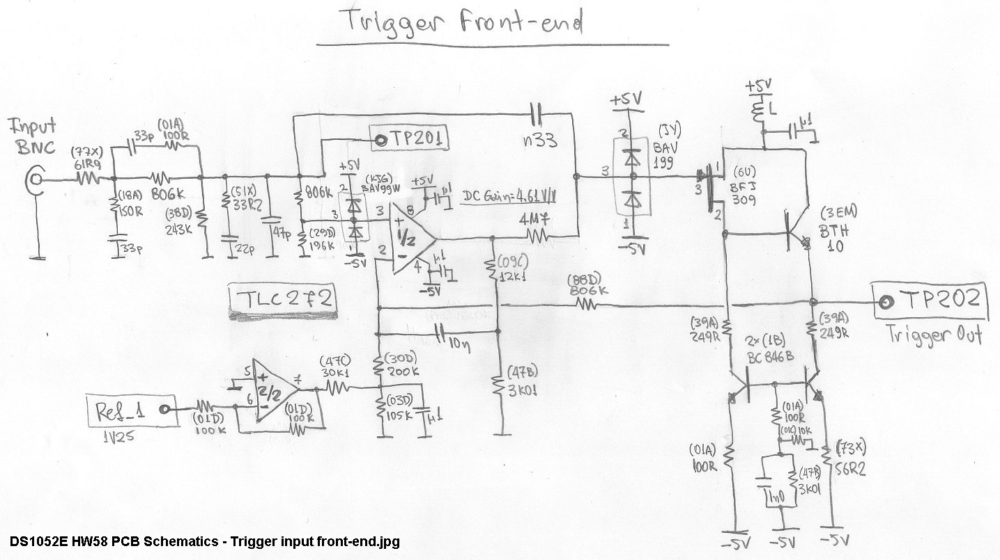 Trigger Front-end
Input
BNC
(77X)
61R9
33p
(01A)
100R
806K
(18A)
150R
33p
(38D)
243K
(51X)
33R2
22p
47p
TP201
n33
806K
(29D)
196K
+5V
2
(KJG)
BAV99W
3
1
-5V
+5V
µ1
8
3
+
1/2
2
-
4
µ1
-5V
DC Gain=4.61V/V
4M7
(09C)
12K1
+5V
2
(JY)
BAV
199
3
1
-5V
+5V
L
µ1
1
3
2
(6U)
BFJ
309
(3EM)
BTH
10
TLC272
(88D)
806K
TP202
Trigger Out
10n
(30D)
200K
(47C)
30K1
(03D)
105K
µ1
(47B)
3K01
5
+
2/2
6
-
7
Ref_1
1V25
(01D)
100K
(01D)
100K
(39A)
249R
2x(1B)
BC846B
(39A)
249R
(01A)
100R
(01A)
100R
(01C) 10K
(47B)
3K01
1n0
(73X)
56R2
-5V
-5V
-5V
DS1052E HW58 PCB Schematics - Trigger input front-end.jpg